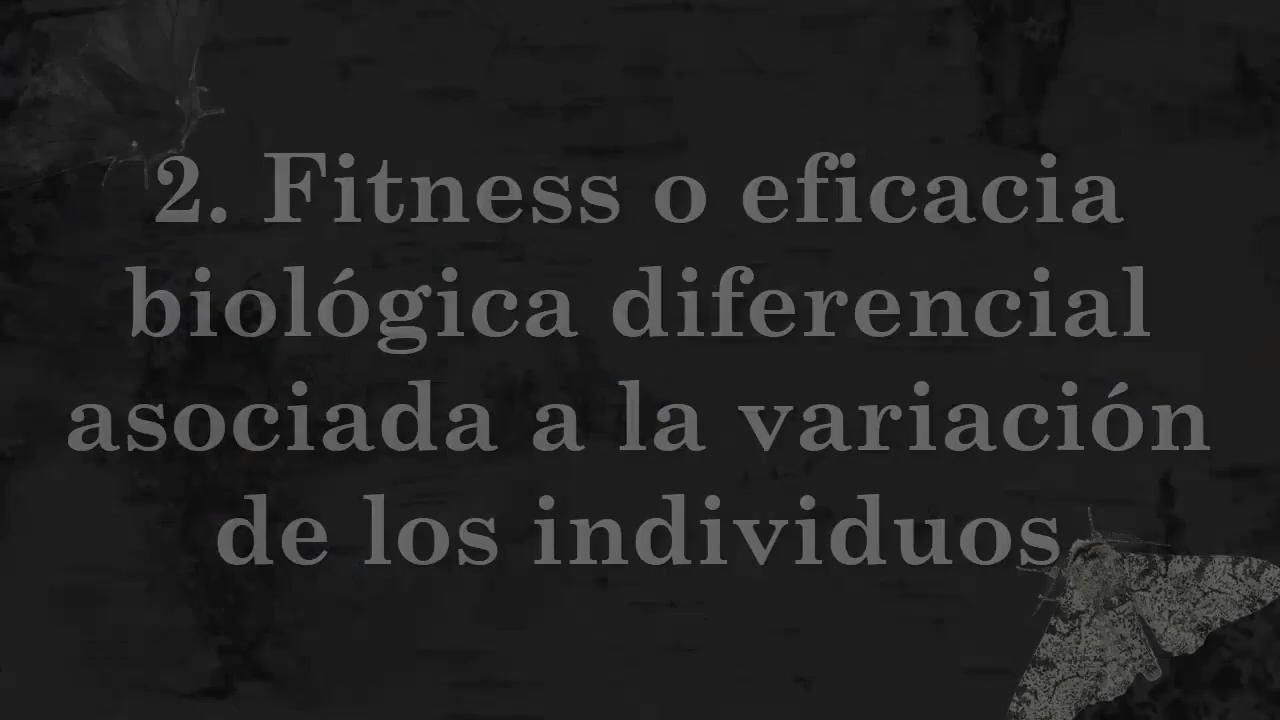 2. Fitness o eficacia
biológica diferencial
asociada a la variación
de los individuos